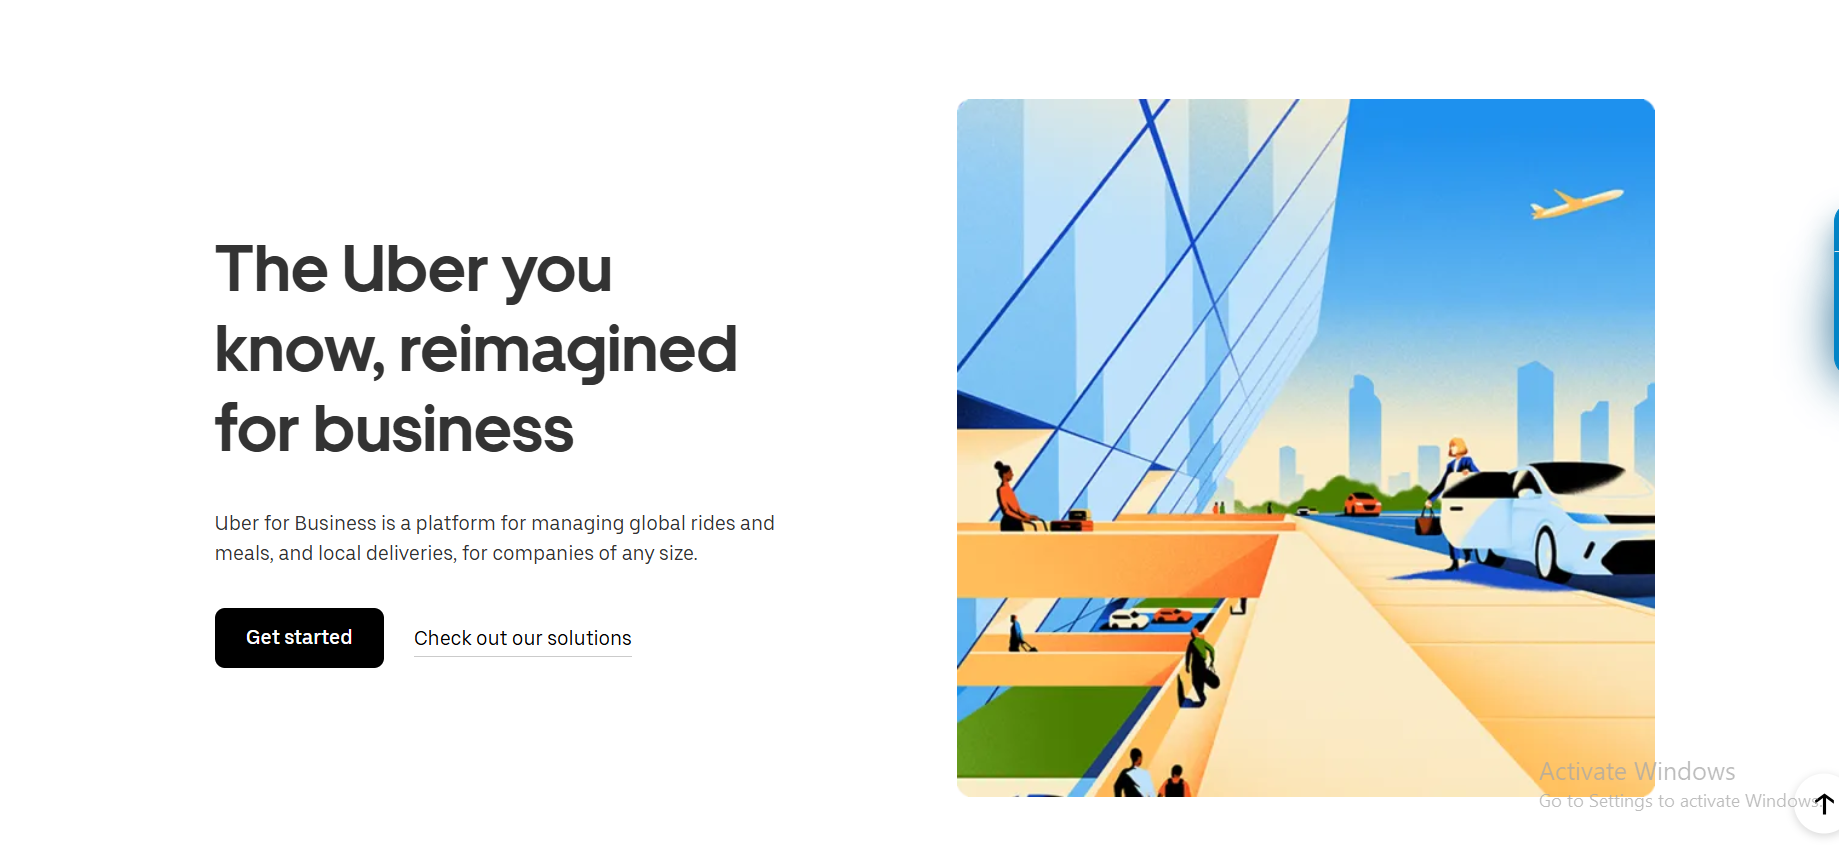 The Uber you
know, reimagined
for business
Uber for Business is a platform for managing global rides and
meals, and local deliveries, for companies of any size.
Get started
Check out our solutions
Activate Windows
Go to Settings to activate Windows.